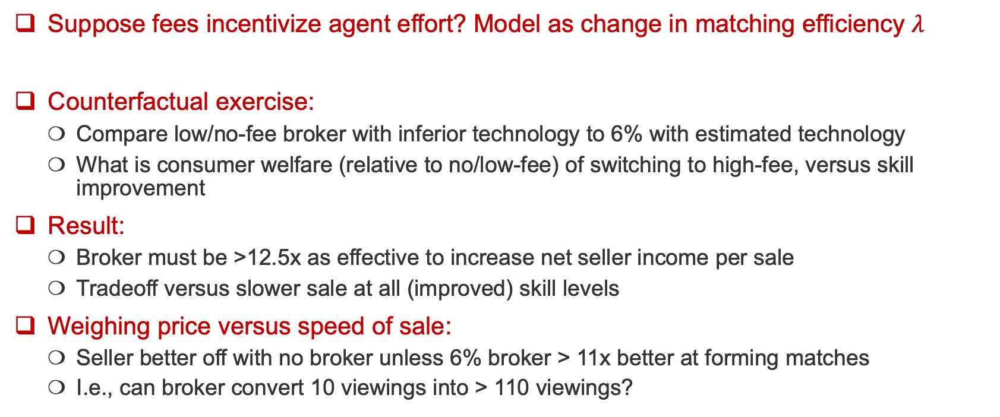 ❑ Suppose fees incentivize agent effort? Model as change in matching efficiency λ
❑ Counterfactual exercise:
❍ Compare low/no-fee broker with inferior technology to 6% with estimated technology
❍ What is consumer welfare (relative to no/low-fee) of switching to high-fee, versus skill
improvement
❑ Result:
❍ Broker must be >12.5x as effective to increase net seller income per sale
❍ Tradeoff versus slower sale at all (improved) skill levels
❑ Weighing price versus speed of sale:
❍ Seller better off with no broker unless 6% broker > 11x better at forming matches
❍ I.e., can broker convert 10 viewings into > 110 viewings?